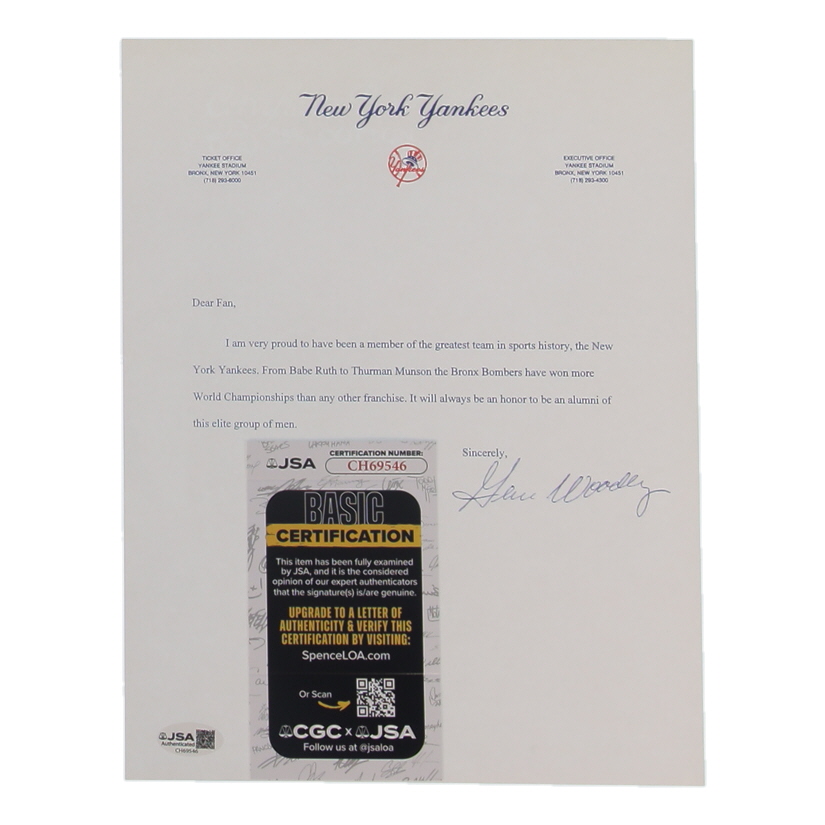 New York Yankees
TICKET OFFICE
YANKEE STADIUM
BRONX, NEW YORK 10451
(718) 293-6000
Yankees
EXECUTIVE OFFICE
YANKEE STADIUM
BRONX, NEW YORK 10451
(718) 293-4300
Dear Fan,
I am very proud to have been a member of the greatest team in sports history, the New
York Yankees. From Babe Ruth to Thurman Munson the Bronx Bombers have won more
World Championships than any other franchise. It will always be an honor to be an alumni of
this elite group of men.
Sincerely,
Gene Woodling
JSA
CERTIFICATION NUMBER:
CH69546
BASIC
CERTIFICATION
This item has been fully examined
by JSA, and it is the considered
opinion of our expert authenticators
that the signature(s) is/are genuine.
UPGRADE TO A LETTER OF
AUTHENTICITY & VERIFY THIS
CERTIFICATION BY VISITING:
SpenceLOA.com
Or Scan
CGC x JSA
Follow us at @jsaloa
JSA
Authenticated
CH69546